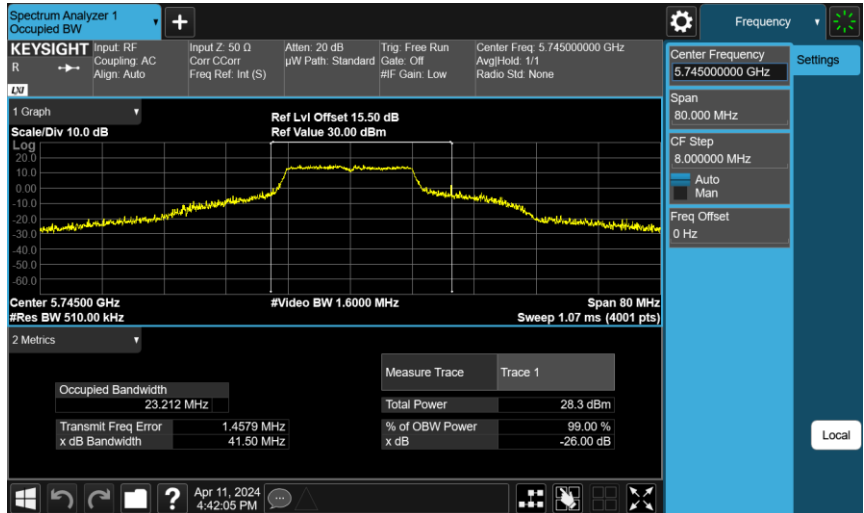 Spectrum Analyzer 1
Occupied BW
Frequency
KEYSIGHT
R
LXI
Input: RF
Coupling: AC
Align: Auto
Input Z: 50 Ω
Corr CCorr
Freq Ref: Int (S)
Atten: 20 dB
µW Path: Standard
Trig: Free Run
Gate: Off
#IF Gain: Low
Center Freq: 5.745000000 GHz
Avg|Hold: 1/1
Radio Std: None
Center Frequency
5.745000000 GHz
Settings
Span
80.000 MHz
CF Step
8.000000 MHz
Auto
Man
Freq Offset
0 Hz
Local
1 Graph
Scale/Div 10.0 dB
Ref Lvl Offset 15.50 dB
Ref Value 30.00 dBm
Log
20.0
10.0
0.00
-10.0
-20.0
-30.0
-40.0
-50.0
-60.0
Center 5.74500 GHz
#Res BW 510.00 kHz
#Video BW 1.6000 MHz
Span 80 MHz
Sweep 1.07 ms (4001 pts)
2 Metrics
Occupied Bandwidth
23.212 MHz
Transmit Freq Error 1.4579 MHz
x dB Bandwidth 41.50 MHz
Measure Trace Trace 1
Total Power 28.3 dBm
% of OBW Power 99.00 %
x dB -26.00 dB
?
Apr 11, 2024
4:42:05 PM